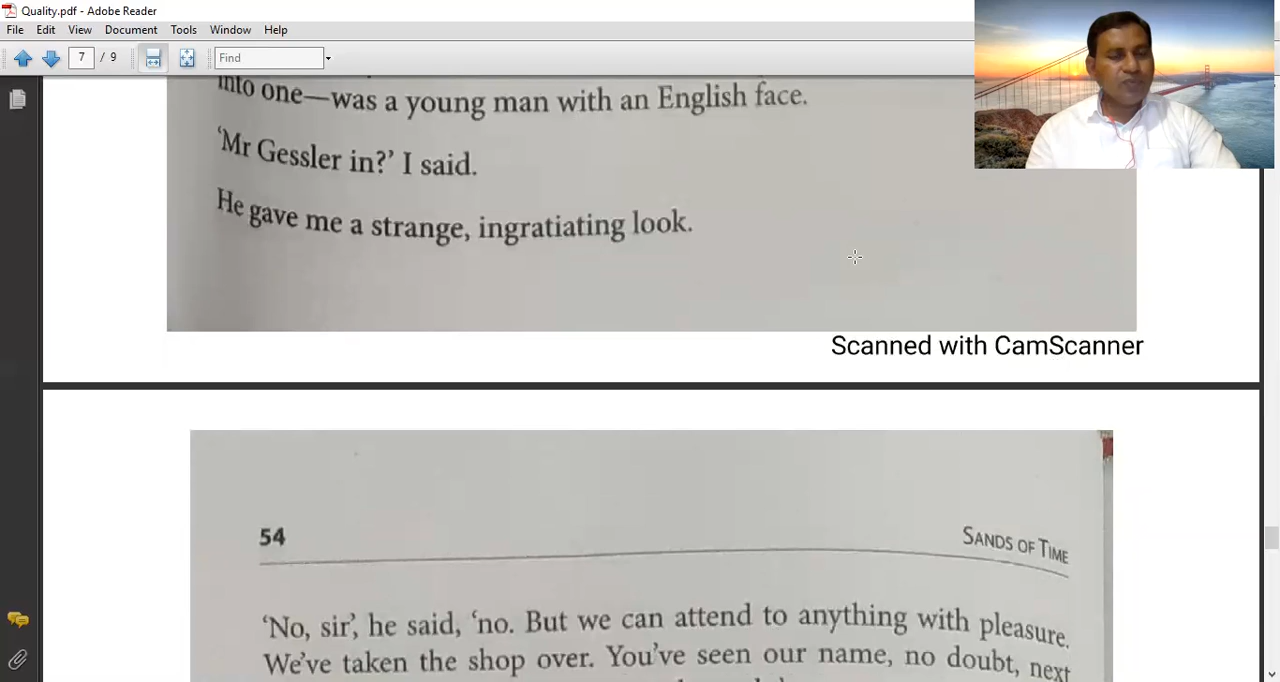 Quality.pdf - Adobe Reader
File Edit View Document Tools Window Help
7 / 9 Find
into one—was a young man with an English face.
'Mr Gessler in?' I said.
He gave me a strange, ingratiating look.
Scanned with CamScanner
54 SANDS OF TIME
'No, sir', he said, 'no. But we can attend to anything with pleasure.
We've taken the shop over. You've seen our name, no doubt, next